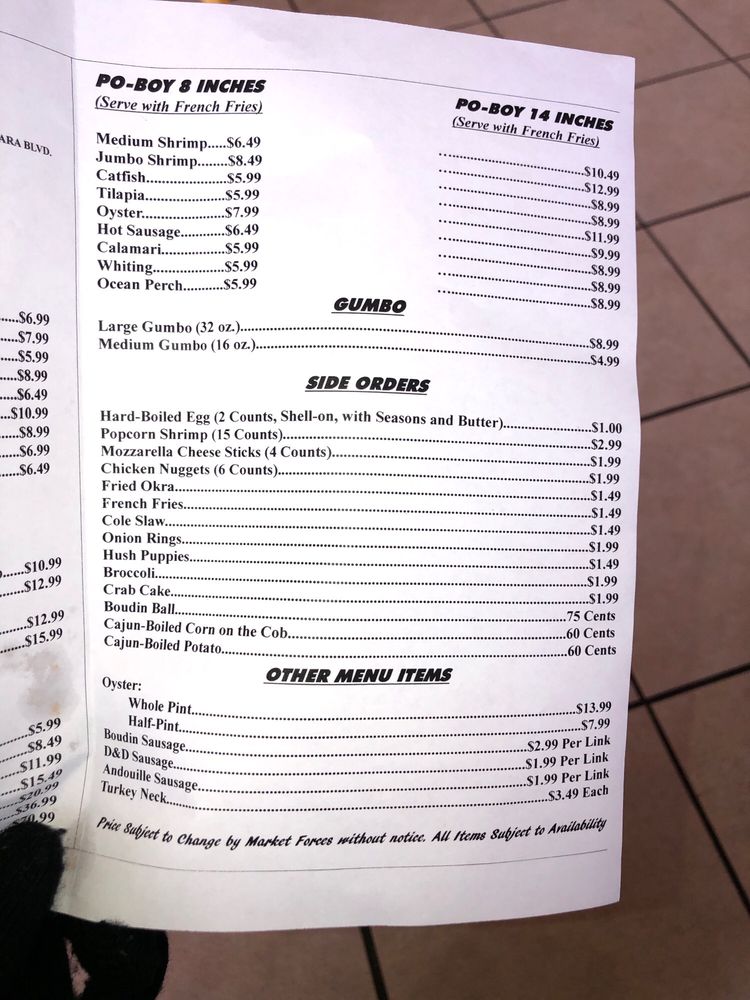 ARA BLVD.
....$6.99
....$7.99
....$5.99
....$8.99
....$6.49
...$10.99
....$8.99
....$6.99
....$6.49
......$10.99
......$12.99
......$12.99
......$15.99
......$5.99
......$8.49
.....$11.99
.....$15.49
.....$20.99
....$36.99
PO-BOY 8 INCHES
(Serve with French Fries)
Medium Shrimp.....$6.49
Jumbo Shrimp........$8.49
Catfish....................$5.99
Tilapia....................$5.99
Oyster.....................$7.99
Hot Sausage...........$6.49
Calamari................$5.99
Whiting..................$5.99
Ocean Perch..........$5.99
PO-BOY 14 INCHES
(Serve with French Fries)
....................................$10.49
....................................$12.99
....................................$8.99
....................................$8.99
....................................$11.99
....................................$9.99
....................................$8.99
....................................$8.99
....................................$8.99
GUMBO
Large Gumbo (32 oz.)....................$8.99
Medium Gumbo (16 oz.)....................$4.99
SIDE ORDERS
Hard-Boiled Egg (2 Counts, Shell-on, with Seasons and Butter)....................$1.00
Popcorn Shrimp (15 Counts)....................$2.99
Mozzarella Cheese Sticks (4 Counts)....................$1.99
Chicken Nuggets (6 Counts)....................$1.99
Fried Okra....................$1.49
French Fries....................$1.49
Cole Slaw....................$1.49
Onion Rings....................$1.99
Hush Puppies....................$1.49
Broccoli....................$1.99
Crab Cake....................$1.99
Boudin Ball....................75 Cents
Cajun-Boiled Corn on the Cob....................60 Cents
Cajun-Boiled Potato....................60 Cents
OTHER MENU ITEMS
Oyster:
Whole Pint....................$13.99
Half-Pint....................$7.99
Boudin Sausage....................$2.99 Per Link
D&D Sausage....................$1.99 Per Link
Andouille Sausage....................$1.99 Per Link
Turkey Neck....................$3.49 Each
Price Subject to Change by Market Forces without notice. All Items Subject to Availability